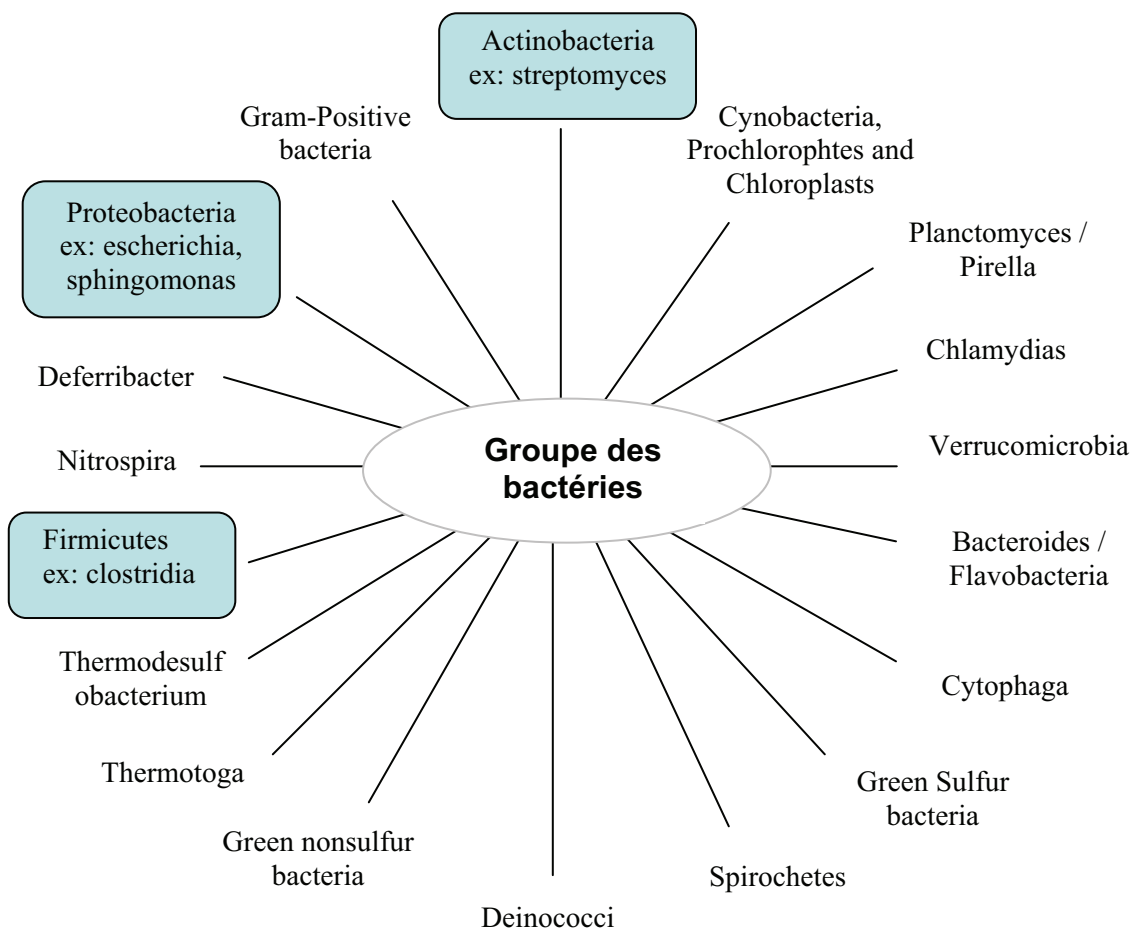 Actinobacteria
ex: streptomyces
Gram-Positive
bacteria
Cynobacteria,
Prochlorophtes and
Chloroplasts
Proteobacteria
ex: escherichia,
sphingomonas
Planctomyces /
Pirella
Deferribacter
Chlamydias
Groupe des
bactéries
Nitrospira
Verrucomicrobia
Firmicutes
ex: clostridia
Bacteroides /
Flavobacteria
Thermodesulf
obacterium
Cytophaga
Thermotoga
Green Sulfur
bacteria
Green nonsulfur
bacteria
Spirochetes
Deinococci